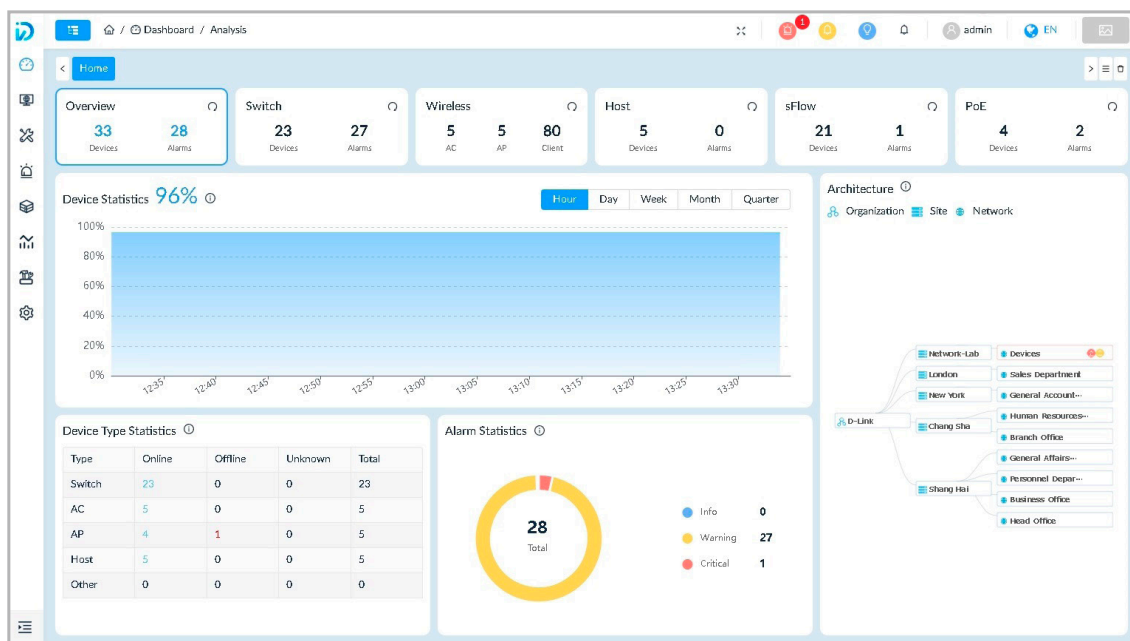 Dashboard / Analysis
1
admin
EN
Home
Overview
33
28
Devices
Alarms
Switch
23
27
Devices
Alarms
Wireless
5
5
80
AC
AP
Client
Host
5
0
Devices
Alarms
sFlow
21
1
Devices
Alarms
PoE
4
2
Devices
Alarms
Device Statistics 96%
Hour Day Week Month Quarter
100%
80%
60%
40%
20%
0%
12:35' 12:40' 12:45' 12:50' 12:55' 13:00' 13:05' 13:10' 13:15' 13:20' 13:25' 13:30'
Architecture
Organization Site Network
D-Link
Network-Lab
Devices
London
Sales Department
New York
General Account···
Chang Sha
Human Resources···
Branch Office
Shang Hai
General Affairs···
Personnel Depar···
Business Office
Head Office
Device Type Statistics
Type Online Offline Unknown Total
Switch 23 0 0 23
AC 5 0 0 5
AP 4 1 0 5
Host 5 0 0 5
Other 0 0 0 0
Alarm Statistics
28
Total
Info 0
Warning 27
Critical 1